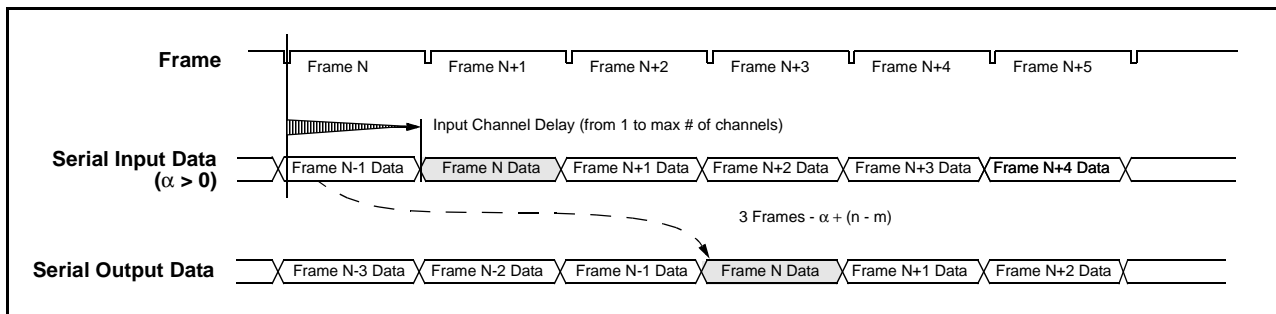 Frame
Frame N Frame N+1 Frame N+2 Frame N+3 Frame N+4 Frame N+5
Input Channel Delay (from 1 to max # of channels)
Serial Input Data
(α > 0)
Frame N-1 Data Frame N Data Frame N+1 Data Frame N+2 Data Frame N+3 Data Frame N+4 Data
3 Frames - α + (n - m)
Serial Output Data
Frame N-3 Data Frame N-2 Data Frame N-1 Data Frame N Data Frame N+1 Data Frame N+2 Data